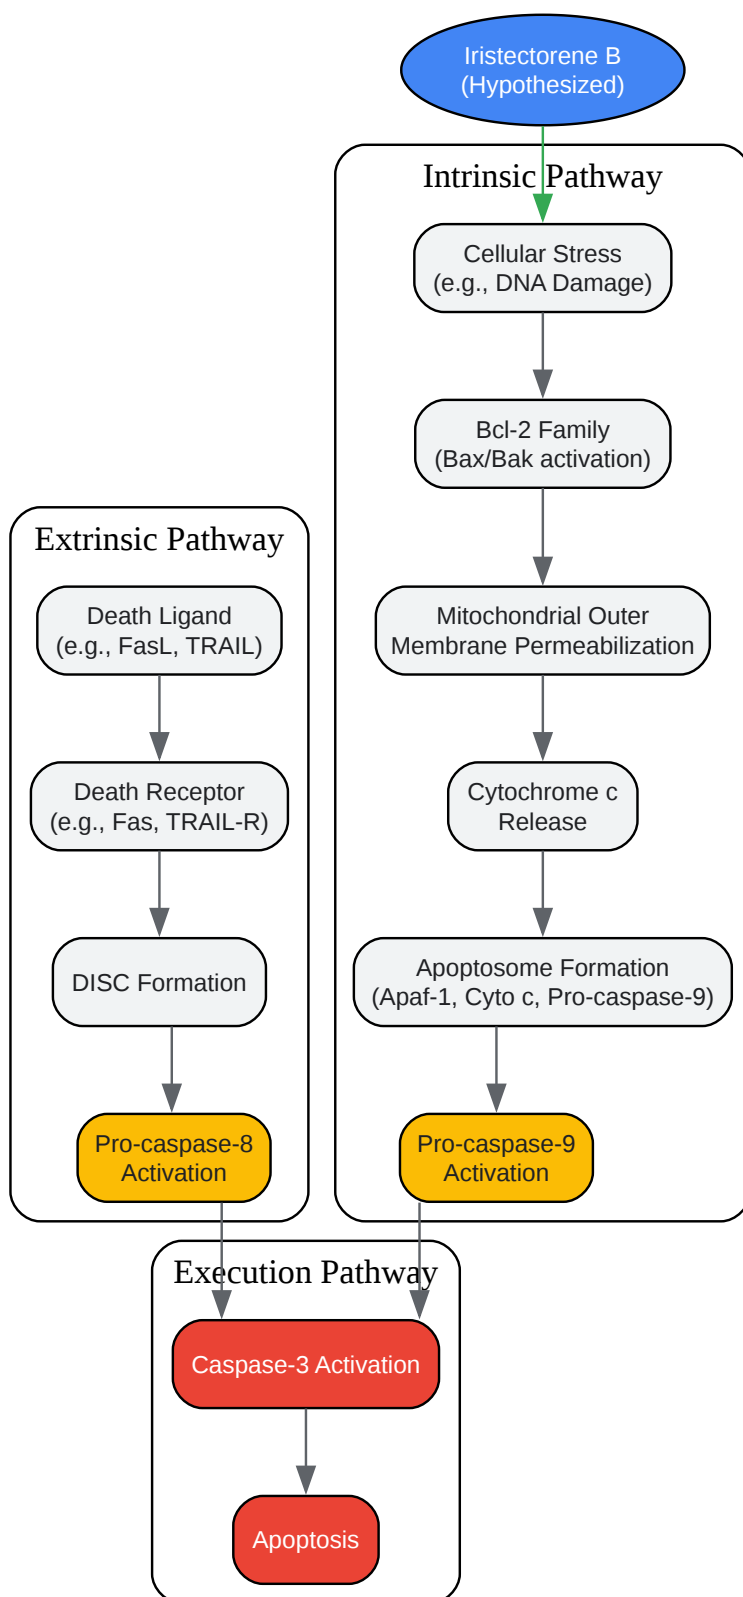 Iristectorene B
(Hypothesized)
Intrinsic Pathway
Cellular Stress
(e.g., DNA Damage)
Bcl-2 Family
(Bax/Bak activation)
Mitochondrial Outer
Membrane Permeabilization
Cytochrome c
Release
Apoptosome Formation
(Apaf-1, Cyto c, Pro-caspase-9)
Pro-caspase-9
Activation
Extrinsic Pathway
Death Ligand
(e.g., FasL, TRAIL)
Death Receptor
(e.g., Fas, TRAIL-R)
DISC Formation
Pro-caspase-8
Activation
Execution Pathway
Caspase-3 Activation
Apoptosis